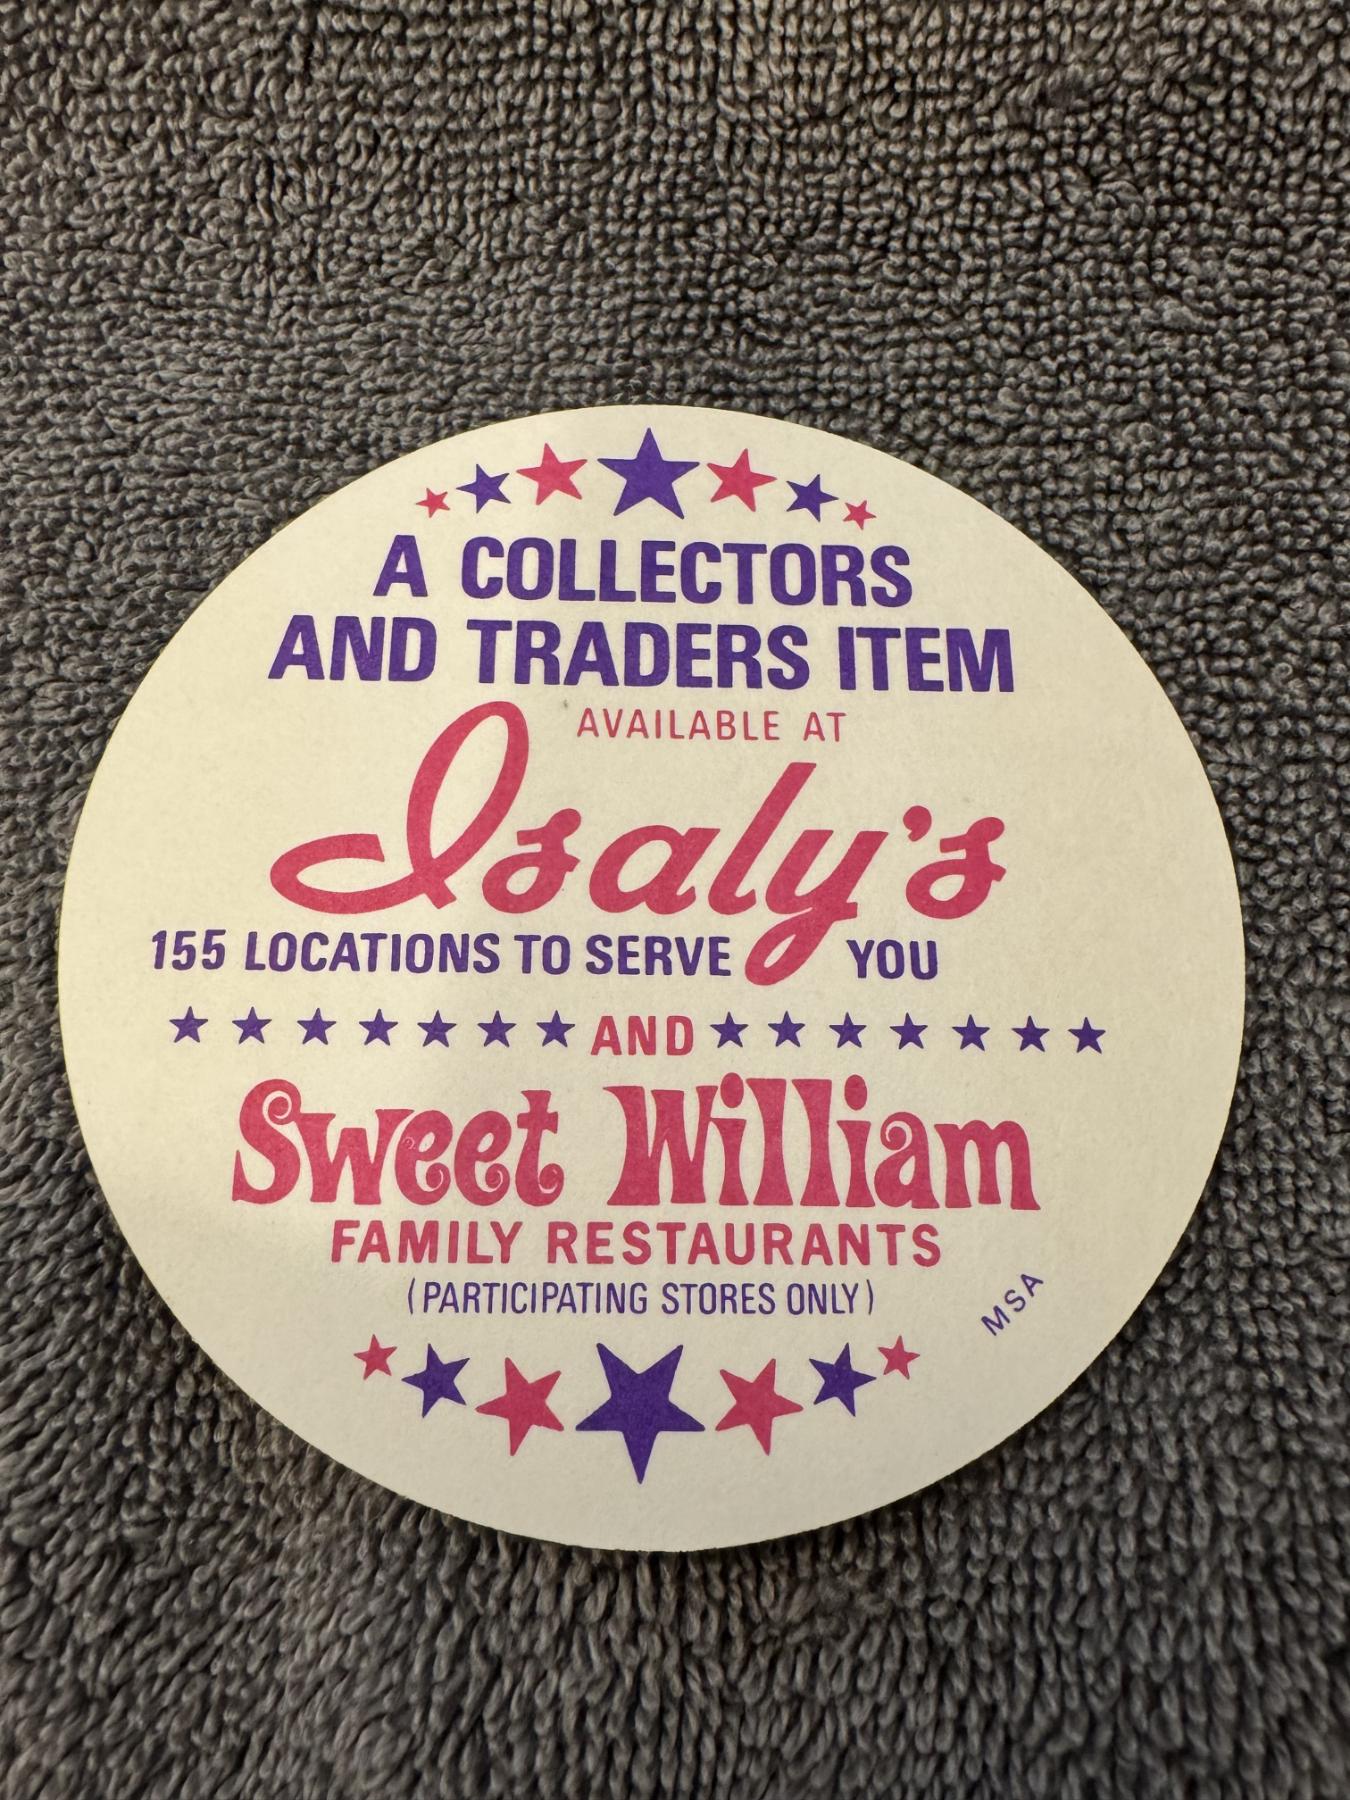 A COLLECTORS
AND TRADERS ITEM
AVAILABLE AT
Isaly's
155 LOCATIONS TO SERVE YOU
AND
Sweet William
FAMILY RESTAURANTS
(PARTICIPATING STORES ONLY)
MSA